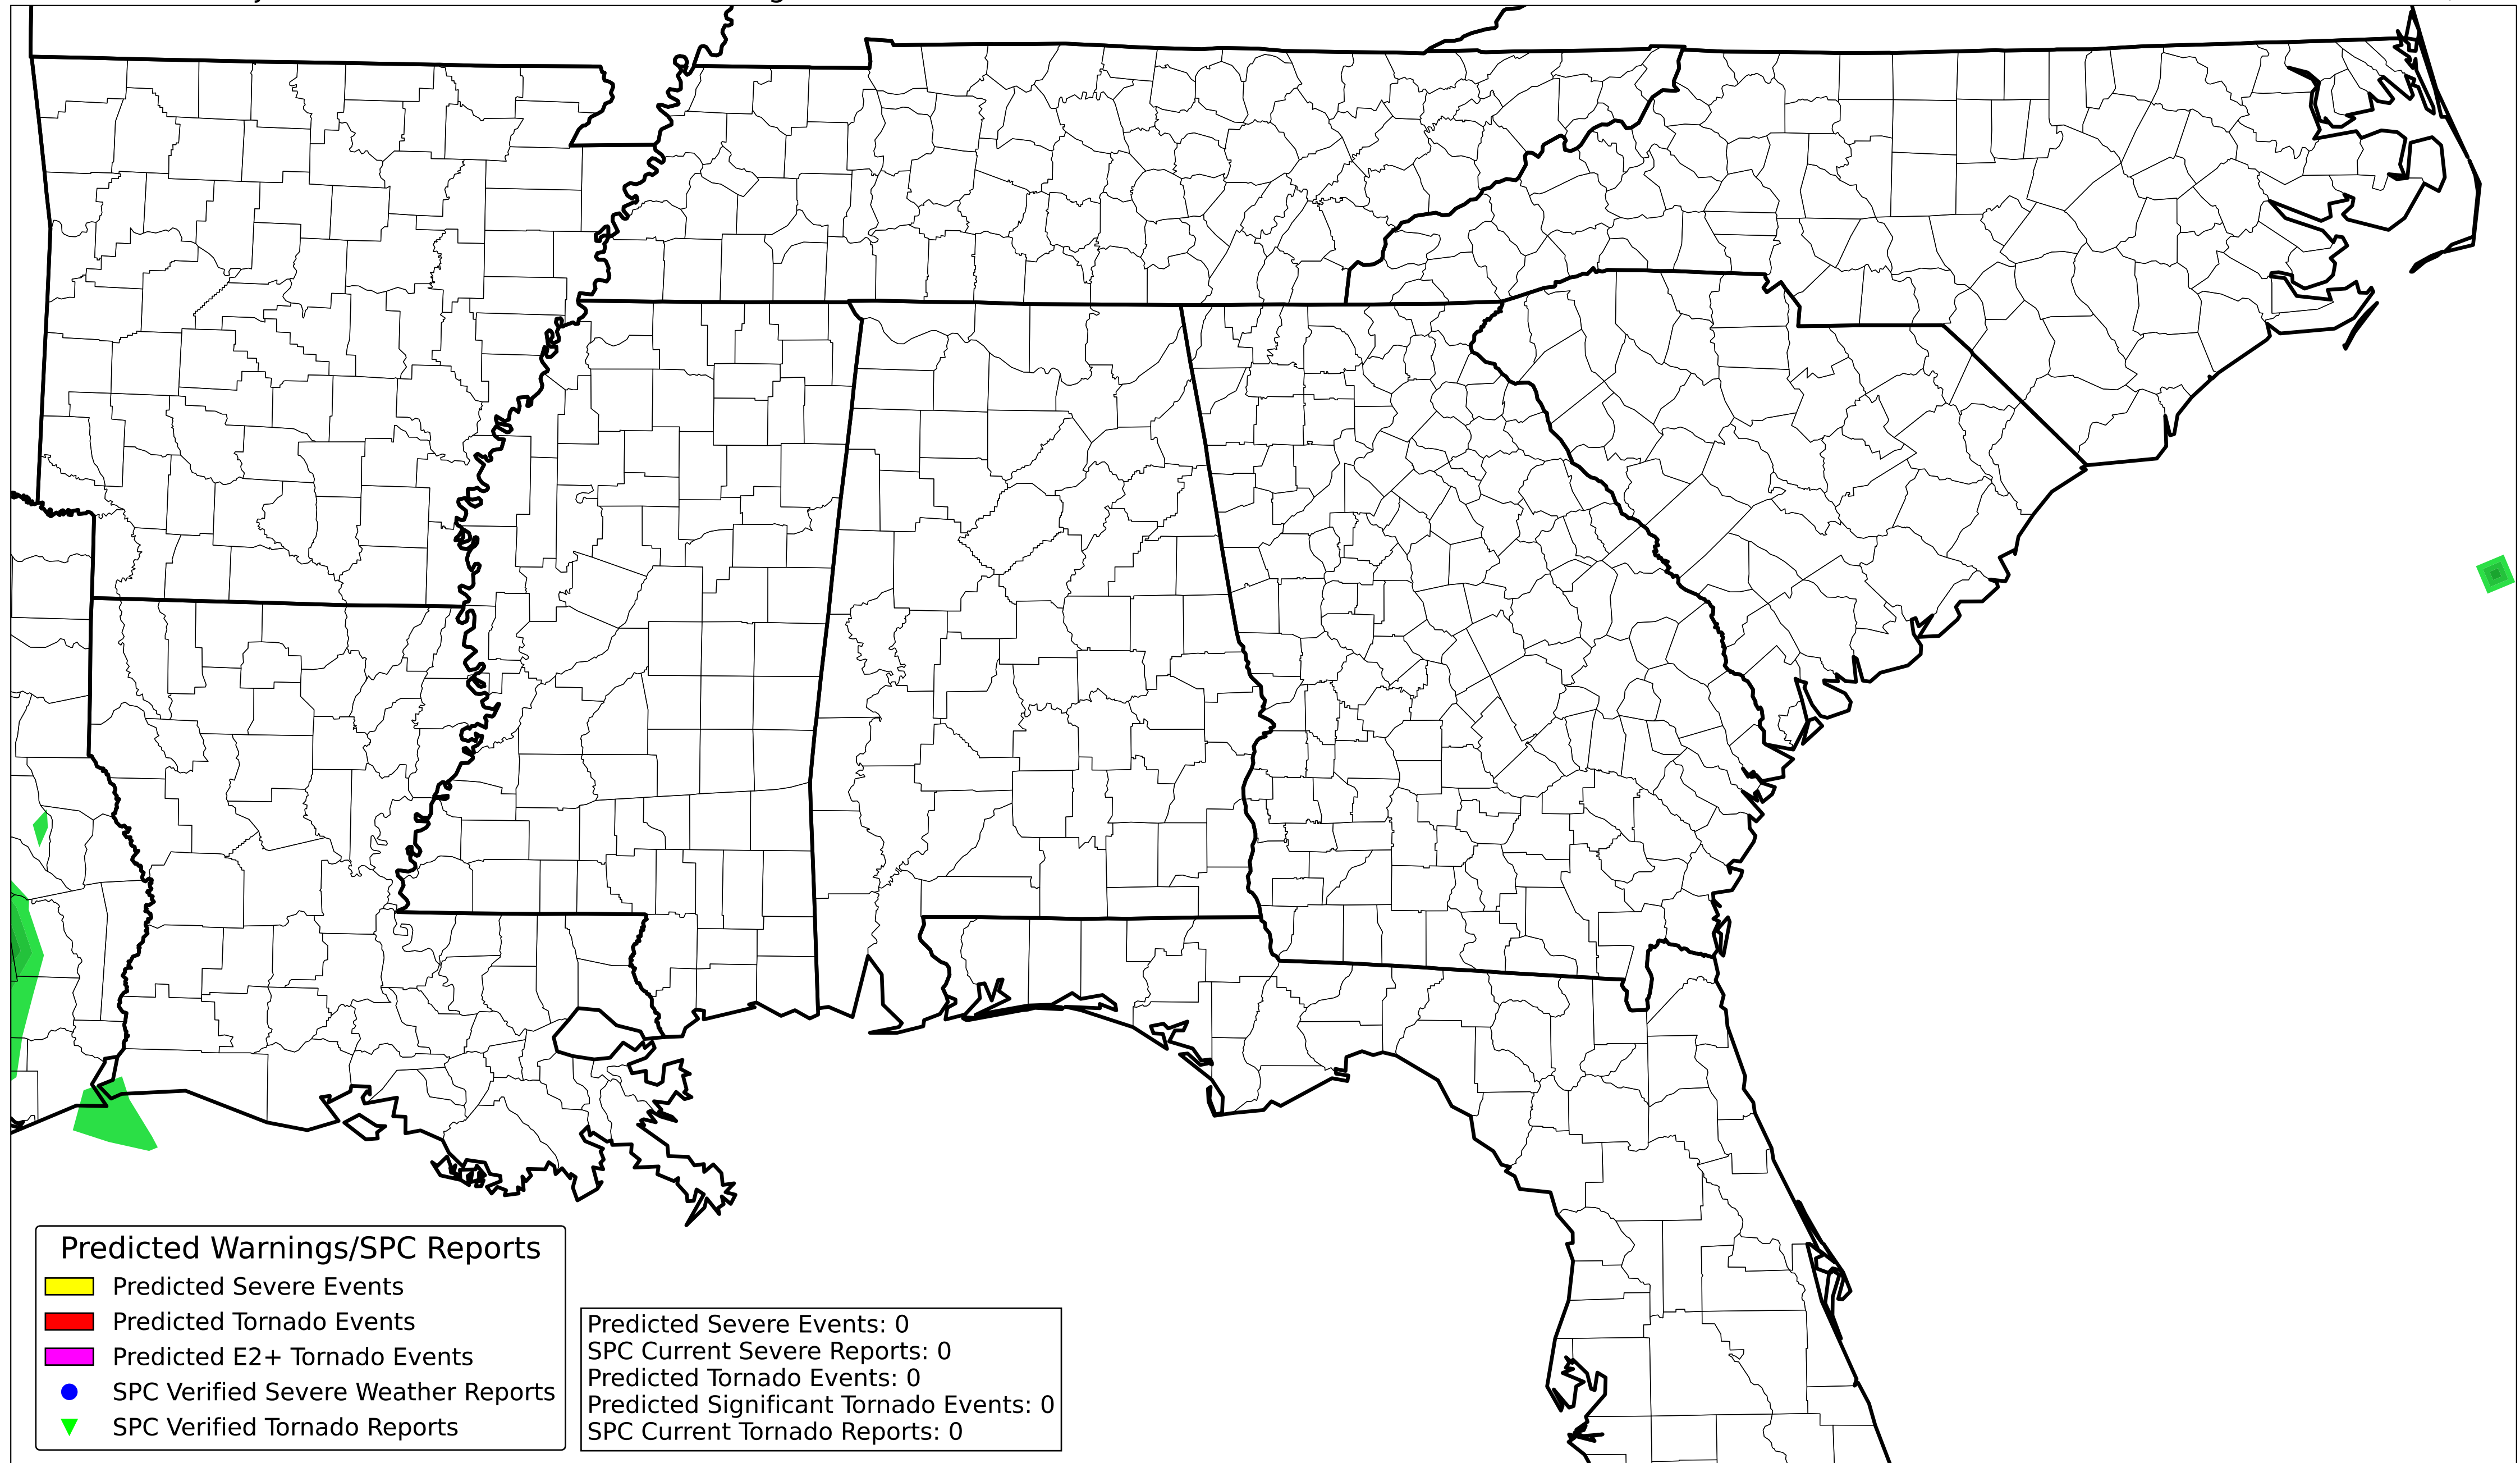 Predicted Warnings/SPC Reports
Predicted Severe Events
Predicted Tornado Events
Predicted E2+ Tornado Events
SPC Verified Severe Weather Reports
SPC Verified Tornado Reports
Predicted Severe Events: 0
SPC Current Severe Reports: 0
Predicted Tornado Events: 0
Predicted Significant Tornado Events: 0
SPC Current Tornado Reports: 0